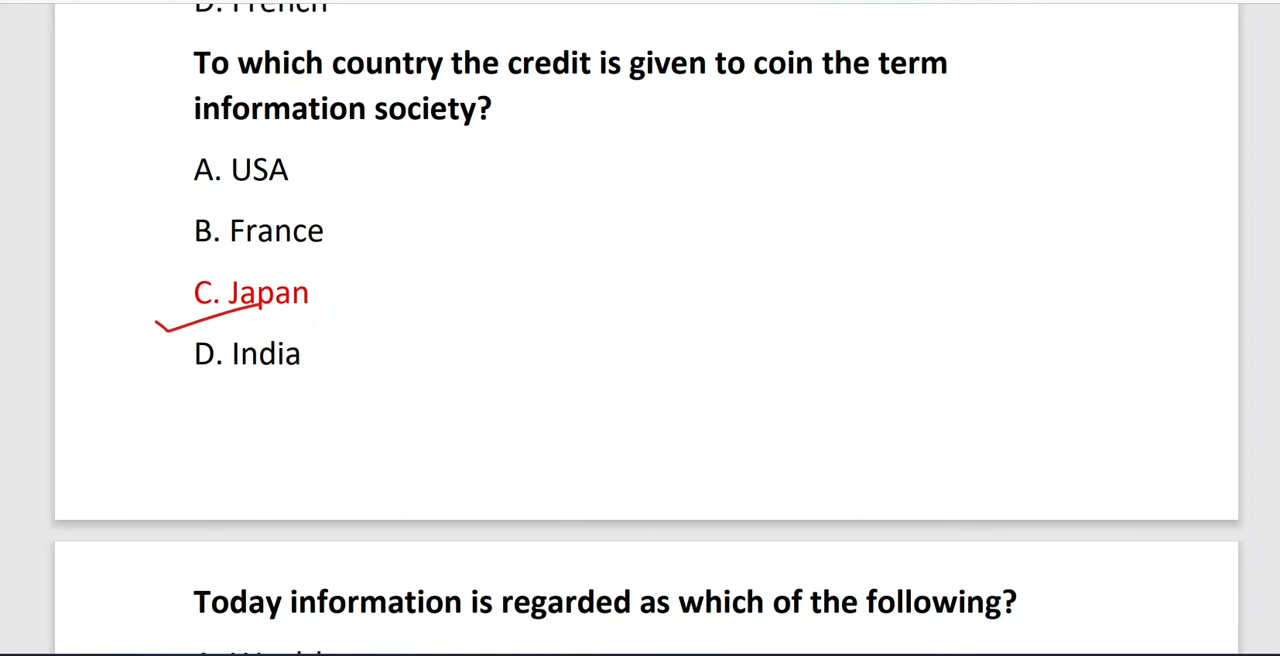 D. French
To which country the credit is given to coin the term
information society?
A. USA
B. France
C. Japan
D. India
Today information is regarded as which of the following?